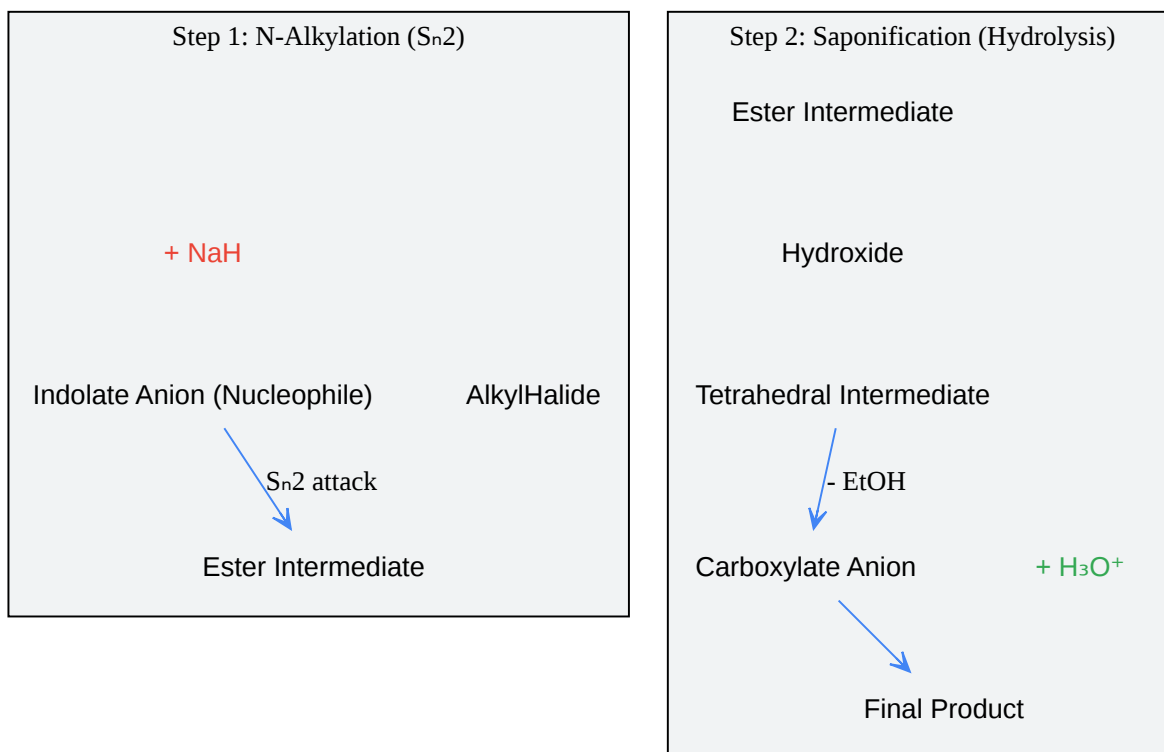 Step 1: N-Alkylation (Sₙ2)
+ NaH
Indolate Anion (Nucleophile)
AlkylHalide
Sₙ2 attack
Ester Intermediate
Step 2: Saponification (Hydrolysis)
Ester Intermediate
Hydroxide
Tetrahedral Intermediate
- EtOH
Carboxylate Anion
+ H₃O⁺
Final Product